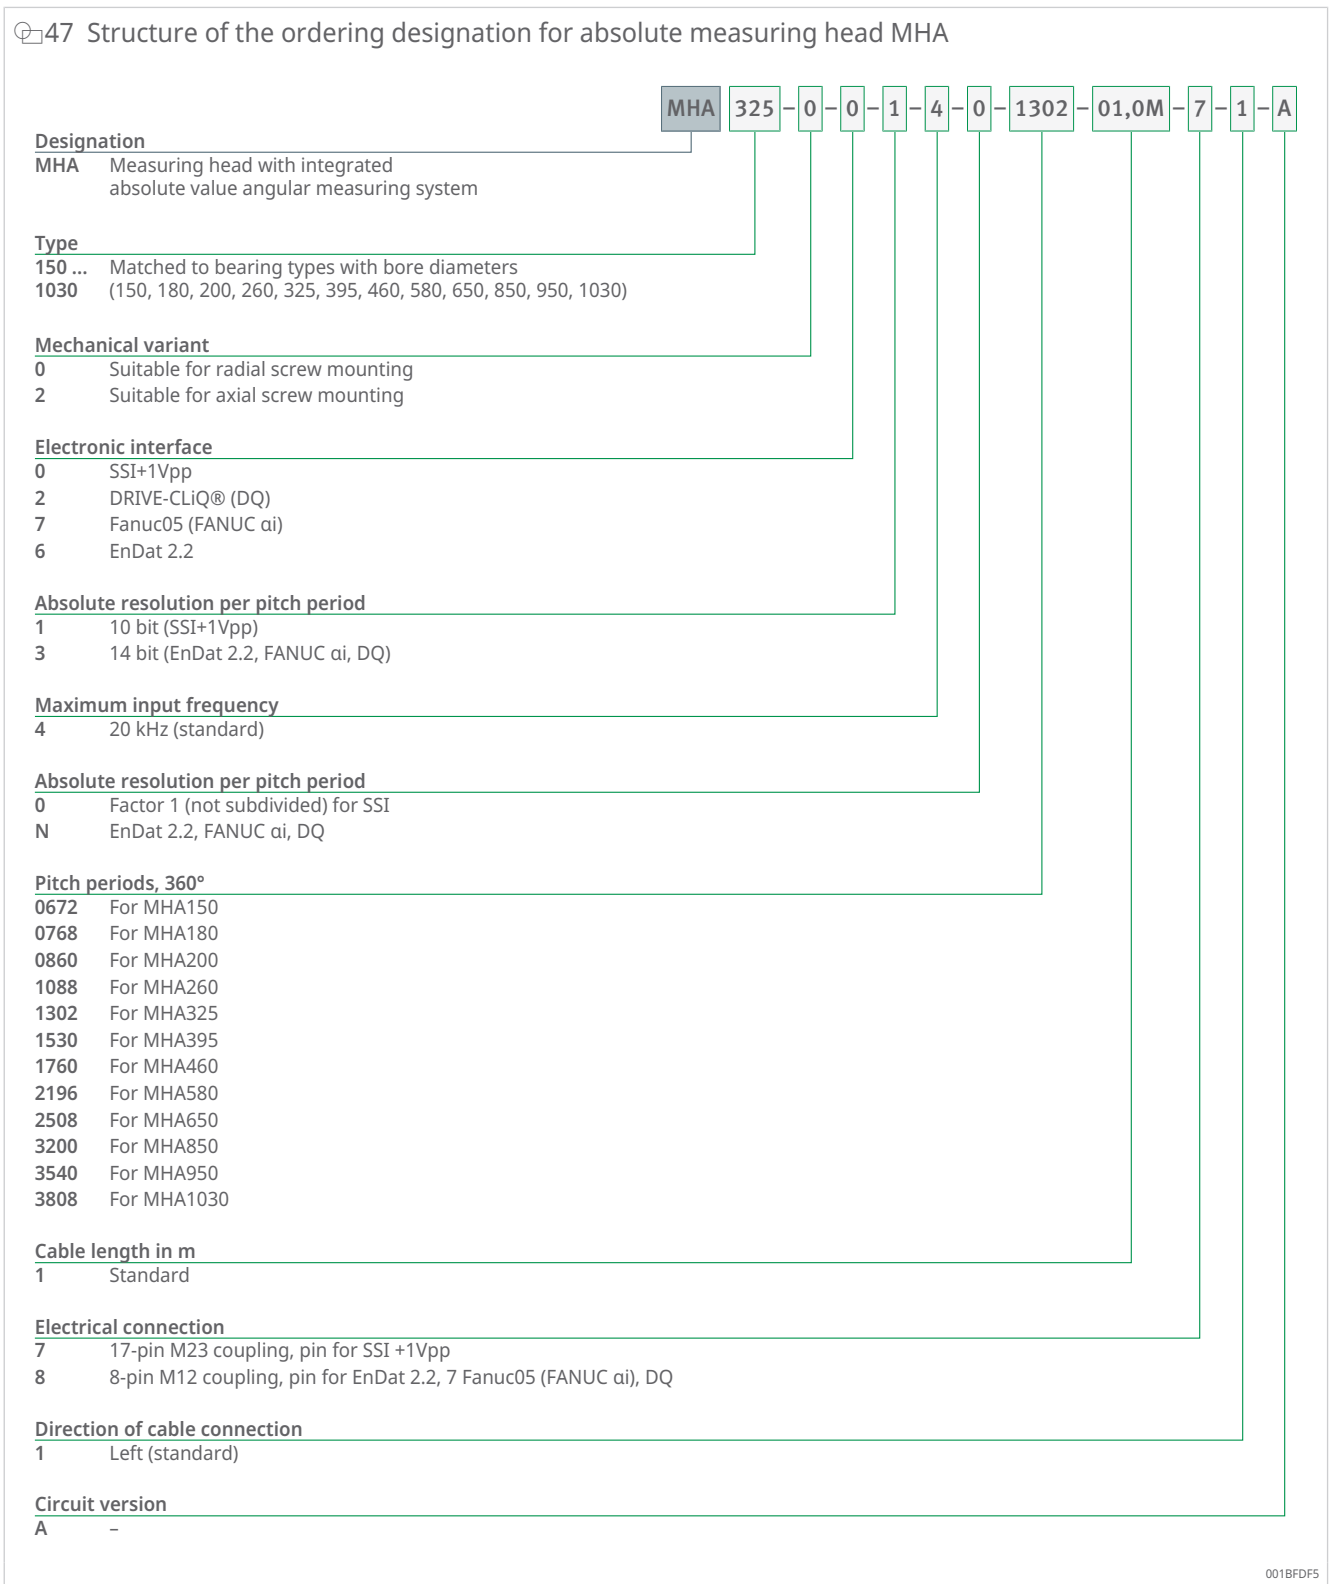 47 Structure of the ordering designation for absolute measuring head MHA
MHA 325 – 0 – 0 – 1 – 4 – 0 – 1302 – 01,0M – 7 – 1 – A
Designation
MHA Measuring head with integrated
absolute value angular measuring system
Type
150 ... Matched to bearing types with bore diameters
1030 (150, 180, 200, 260, 325, 395, 460, 580, 650, 850, 950, 1030)
Mechanical variant
0 Suitable for radial screw mounting
2 Suitable for axial screw mounting
Electronic interface
0 SSI+1Vpp
2 DRIVE-CLiQ® (DQ)
7 Fanuc05 (FANUC αi)
6 EnDat 2.2
Absolute resolution per pitch period
1 10 bit (SSI+1Vpp)
3 14 bit (EnDat 2.2, FANUC αi, DQ)
Maximum input frequency
4 20 kHz (standard)
Absolute resolution per pitch period
0 Factor 1 (not subdivided) for SSI
N EnDat 2.2, FANUC αi, DQ
Pitch periods, 360°
0672 For MHA150
0768 For MHA180
0860 For MHA200
1088 For MHA260
1302 For MHA325
1530 For MHA395
1760 For MHA460
2196 For MHA580
2508 For MHA650
3200 For MHA850
3540 For MHA950
3808 For MHA1030
Cable length in m
1 Standard
Electrical connection
7 17-pin M23 coupling, pin for SSI +1Vpp
8 8-pin M12 coupling, pin for EnDat 2.2, 7 Fanuc05 (FANUC αi), DQ
Direction of cable connection
1 Left (standard)
Circuit version
A –
001BFDF5